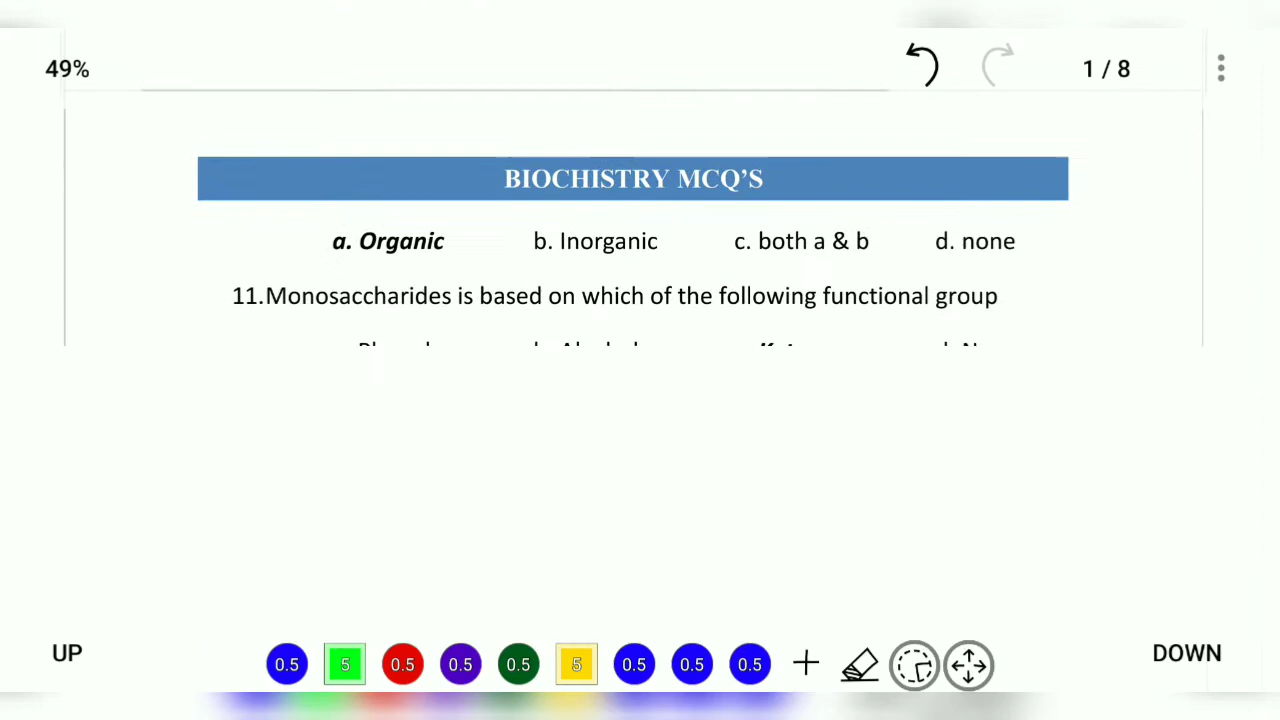 49%
1 / 8
BIOCHISTRY MCQ'S
a. Organic b. Inorganic c. both a & b d. none
11.Monosaccharides is based on which of the following functional group
UP
0.5 5 0.5 0.5 0.5 5 0.5 0.5 0.5
DOWN